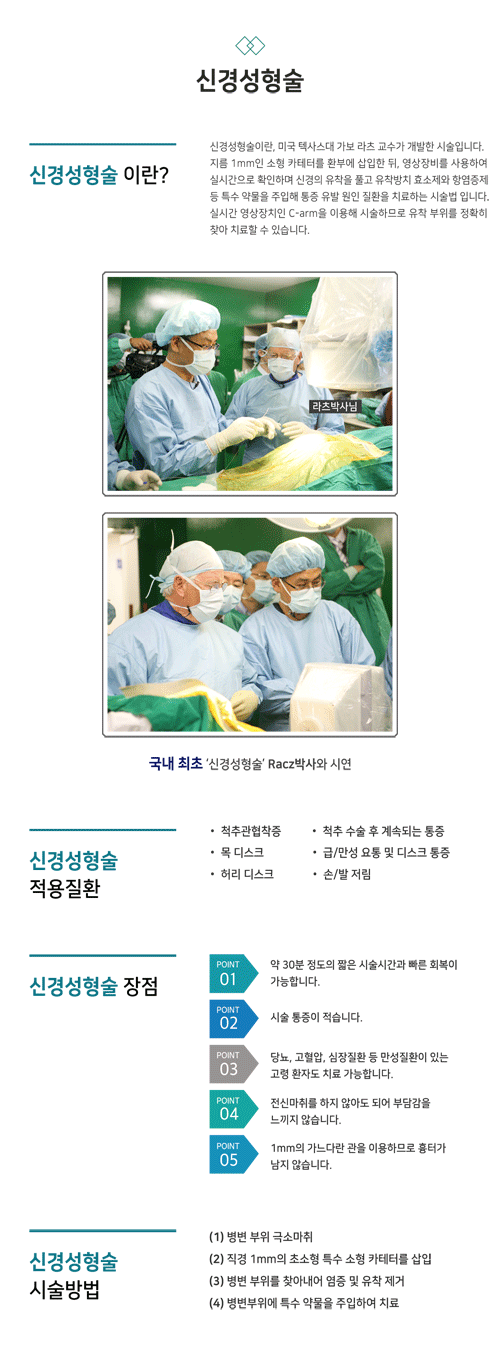 신경성형술
신경성형술 이란?
신경성형술이란, 미국 텍사스대 가보 라츠 교수가 개발한 시술입니다.
지름 1mm인 소형 카테터를 환부에 삽입한 뒤, 영상장비를 사용하여
실시간으로 확인하며 신경의 유착을 풀고 유착방치 효소제와 항염증제
등 특수 약물을 주입해 통증 유발 원인 질환을 치료하는 시술법 입니다.
실시간 영상장치인 C-arm을 이용해 시술하므로 유착 부위를 정확히
찾아 치료할 수 있습니다.
라츠박사님
국내 최초 ‘신경성형술’ Racz박사와 시연
신경성형술
적용질환
• 척추관협착증
• 목 디스크
• 허리 디스크
• 척추 수술 후 계속되는 통증
• 급/만성 요통 및 디스크 통증
• 손/발 저림
신경성형술 장점
POINT
01
약 30분 정도의 짧은 시술시간과 빠른 회복이
가능합니다.
POINT
02
시술 통증이 적습니다.
POINT
03
당뇨, 고혈압, 심장질환 등 만성질환이 있는
고령 환자도 치료 가능합니다.
POINT
04
전신마취를 하지 않아도 되어 부담감을
느끼지 않습니다.
POINT
05
1mm의 가느다란 관을 이용하므로 흉터가
남지 않습니다.
신경성형술
시술방법
(1) 병변 부위 국소마취
(2) 직경 1mm의 초소형 특수 소형 카테터를 삽입
(3) 병변 부위를 찾아내어 염증 및 유착 제거
(4) 병변부위에 특수 약물을 주입하여 치료